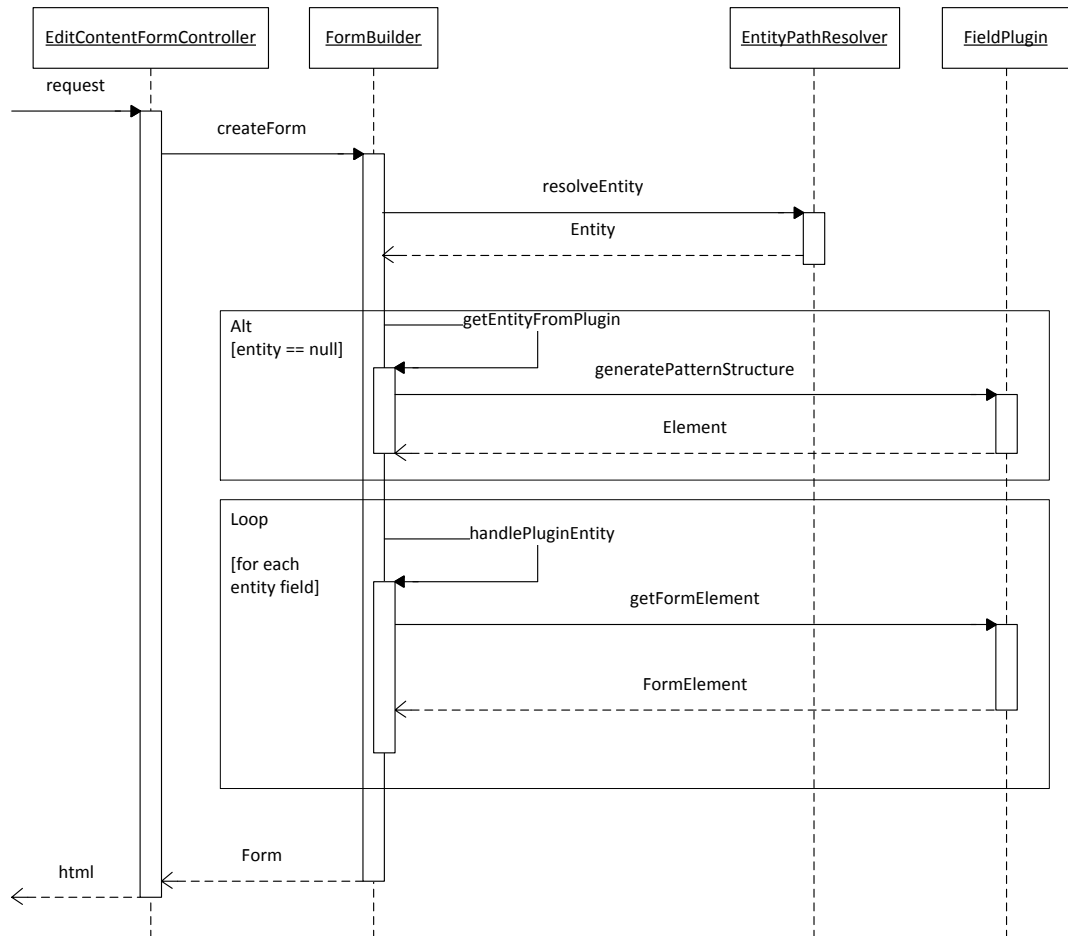 EditContentFormController
FormBuilder
EntityPathResolver
FieldPlugin
request
createForm
resolveEntity
Entity
Alt
[entity == null]
getEntityFromPlugin
generatePatternStructure
Element
Loop
[for each
entity field]
handlePluginEntity
getFormElement
FormElement
Form
html